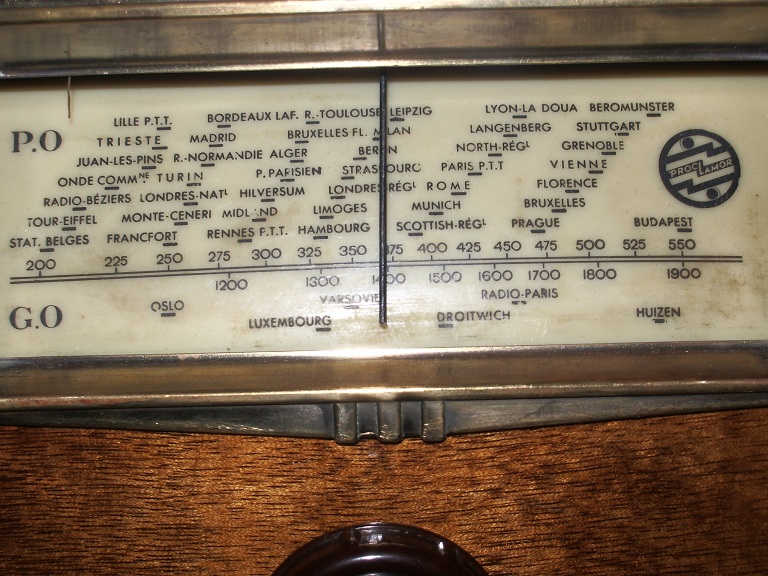 LILLE P.T.T. BORDEAUX LAF. R.-TOULOUSE LEIPZIG LYON-LA DOUA BEROMUNSTER
P.O TRIESTE MADRID BRUXELLES FL. MILAN LANGENBERG STUTTGART
JUAN-LES-PINS R.-NORMANDIE ALGER BERLIN NORTH-RÉGL GRENOBLE
ONDE COMMNE TURIN P. PARISIEN STRASBOURG PARIS P.T.T VIENNE
RADIO-BÉZIERS LONDRES-NATL HILVERSUM LONDRES-RÉGL ROME FLORENCE
TOUR-EIFFEL MONTE-CENERI MIDLAND LIMOGES MUNICH BRUXELLES
STAT. BELGES FRANCFORT RENNES P.T.T. HAMBOURG SCOTTISH-RÉGL PRAGUE BUDAPEST
PROCLAMOR
200 225 250 275 300 325 350 375 400 425 450 475 500 525 550
1200 1300 1400 1500 1600 1700 1800 1900
G.O OSLO VARSOVIE RADIO-PARIS
LUXEMBOURG DROITWICH HUIZEN